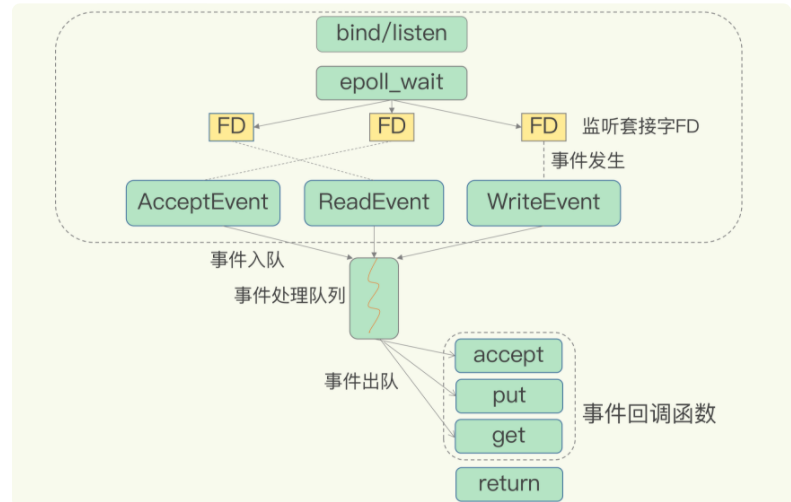 bind/listen
epoll_wait
FD
FD
FD
监听套接字FD
事件发生
AcceptEvent
ReadEvent
WriteEvent
事件入队
事件处理队列
事件出队
accept
put
get
事件回调函数
return